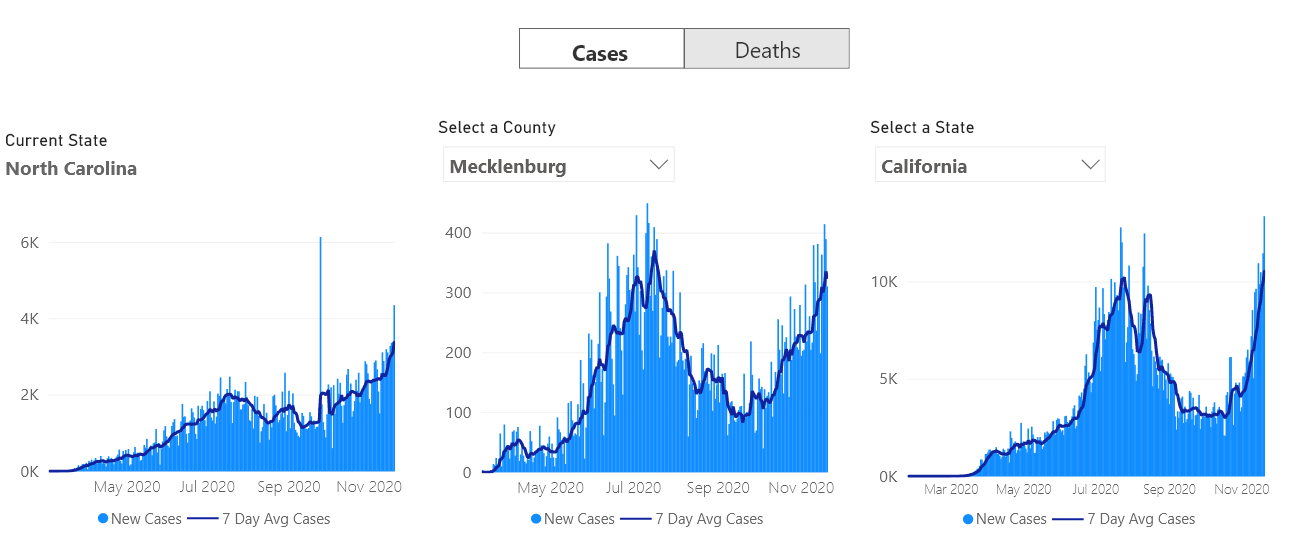 Cases
Deaths
Current State
North Carolina
6K
4K
2K
0K
May 2020
Jul 2020
Sep 2020
Nov 2020
New Cases
7 Day Avg Cases
Select a County
Mecklenburg
400
300
200
100
0
May 2020
Jul 2020
Sep 2020
Nov 2020
New Cases
7 Day Avg Cases
Select a State
California
10K
5K
0K
Mar 2020
May 2020
Jul 2020
Sep 2020
Nov 2020
New Cases
7 Day Avg Cases